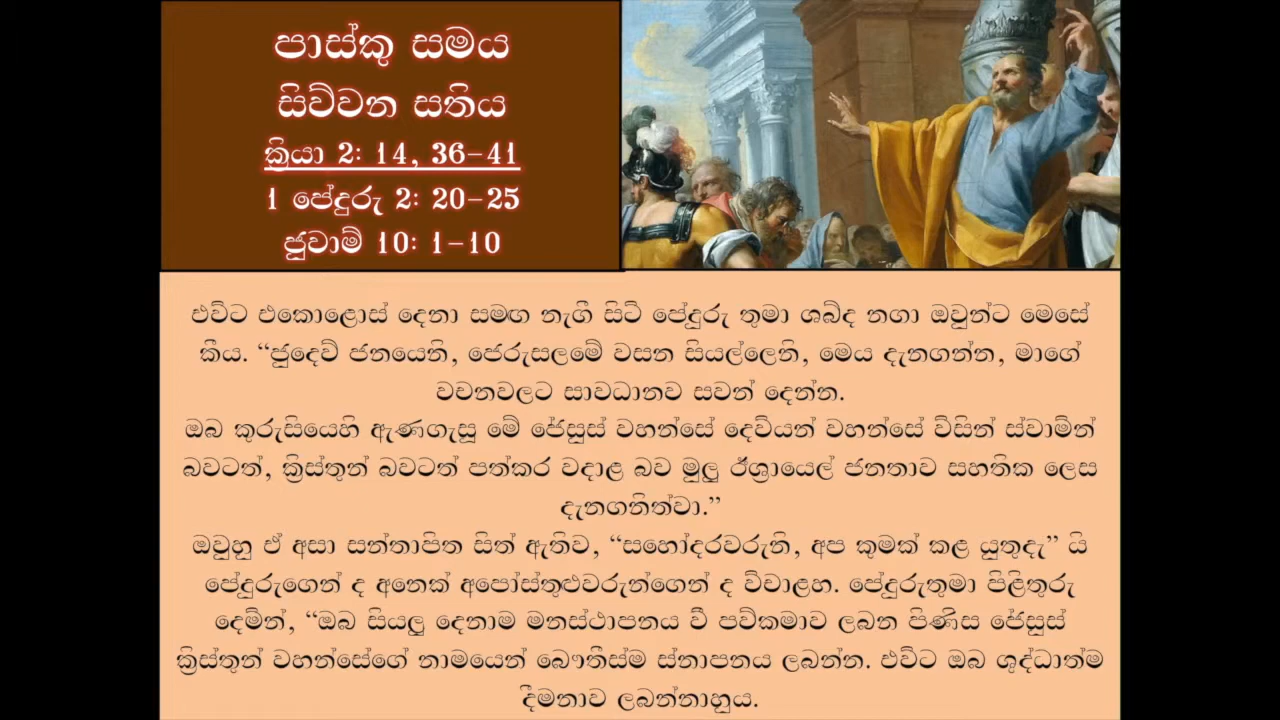 පාස්කු සමය
සිව්වන සතිය
ක්‍රියා 2: 14, 36-41
1 පේදුරු 2: 20-25
ජුවාම් 10: 1-10
එවිට එකොළොස් දෙනා සමඟ නැගී සිටි පේදුරු තුමා ශබ්ද නගා ඔවුන්ට මෙසේ
කීය. “ජුදෙව් ජනයෙනි, ජෙරුසලමේ වසන සියල්ලෙනි, මෙය දැනගන්න, මාගේ
වචනවලට සාවධානව සවන් දෙන්න.
ඔබ කුරුසියෙහි ඇණගැසූ මේ ජේසුස් වහන්සේ දෙවියන් වහන්සේ විසින් ස්වාමින්
බවටත්, ක්‍රිස්තුන් බවටත් පත්කර වදාළ බව මුලු ඊශ්‍රායෙල් ජනතාව සහතික ලෙස
දැනගනිත්වා.”
ඔවුහු ඒ අසා සන්තාපිත සිත් ඇතිව, “සහෝදරවරුනි, අප කුමක් කළ යුතුදැ” යි
පේදුරුගෙන් ද අනෙක් අපෝස්තුළුවරුන්ගෙන් ද විචාළහ. පේදුරුතුමා පිළිතුරු
දෙමින්, “ඔබ සියලු දෙනාම මනස්ථාපනය වී පව්කමාව ලබන පිණිස ජේසුස්
ක්‍රිස්තුන් වහන්සේගේ නාමයෙන් බෞතීස්ම ස්නාපනය ලබන්න. එවිට ඔබ ශුද්ධාත්ම
දීමනාව ලබන්නාහුය.